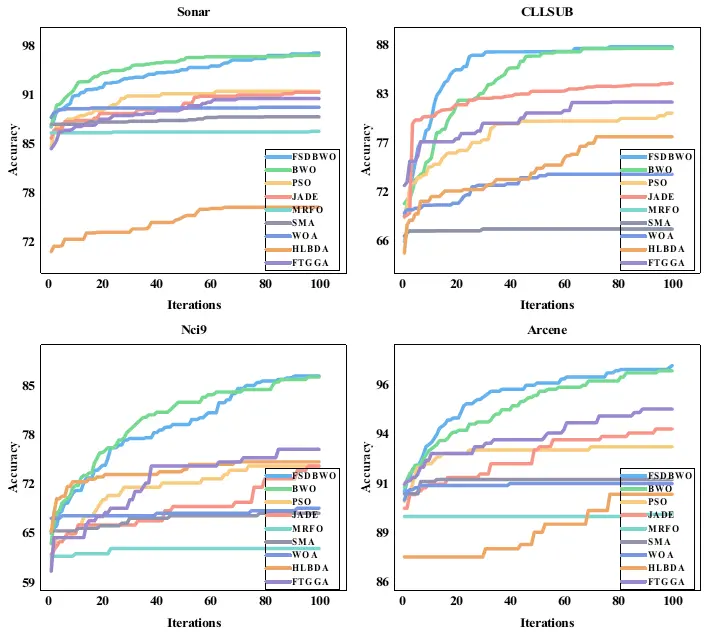 Sonar
98
91
85
78
72
Accuracy
0 20 40 60 80 100
Iterations
FSDBWO
BWO
PSO
JADE
MRFO
SMA
WOA
HLBDA
FTGGA
CLLSUB
88
83
77
72
66
Accuracy
0 20 40 60 80 100
Iterations
FSDBWO
BWO
PSO
JADE
MRFO
SMA
WOA
HLBDA
FTGGA
Nci9
85
78
72
65
59
Accuracy
0 20 40 60 80 100
Iterations
FSDBWO
BWO
PSO
JADE
MRFO
SMA
WOA
HLBDA
FTGGA
Arcene
96
94
91
89
86
Accuracy
0 20 40 60 80 100
Iterations
FSDBWO
BWO
PSO
JADE
MRFO
SMA
WOA
HLBDA
FTGGA